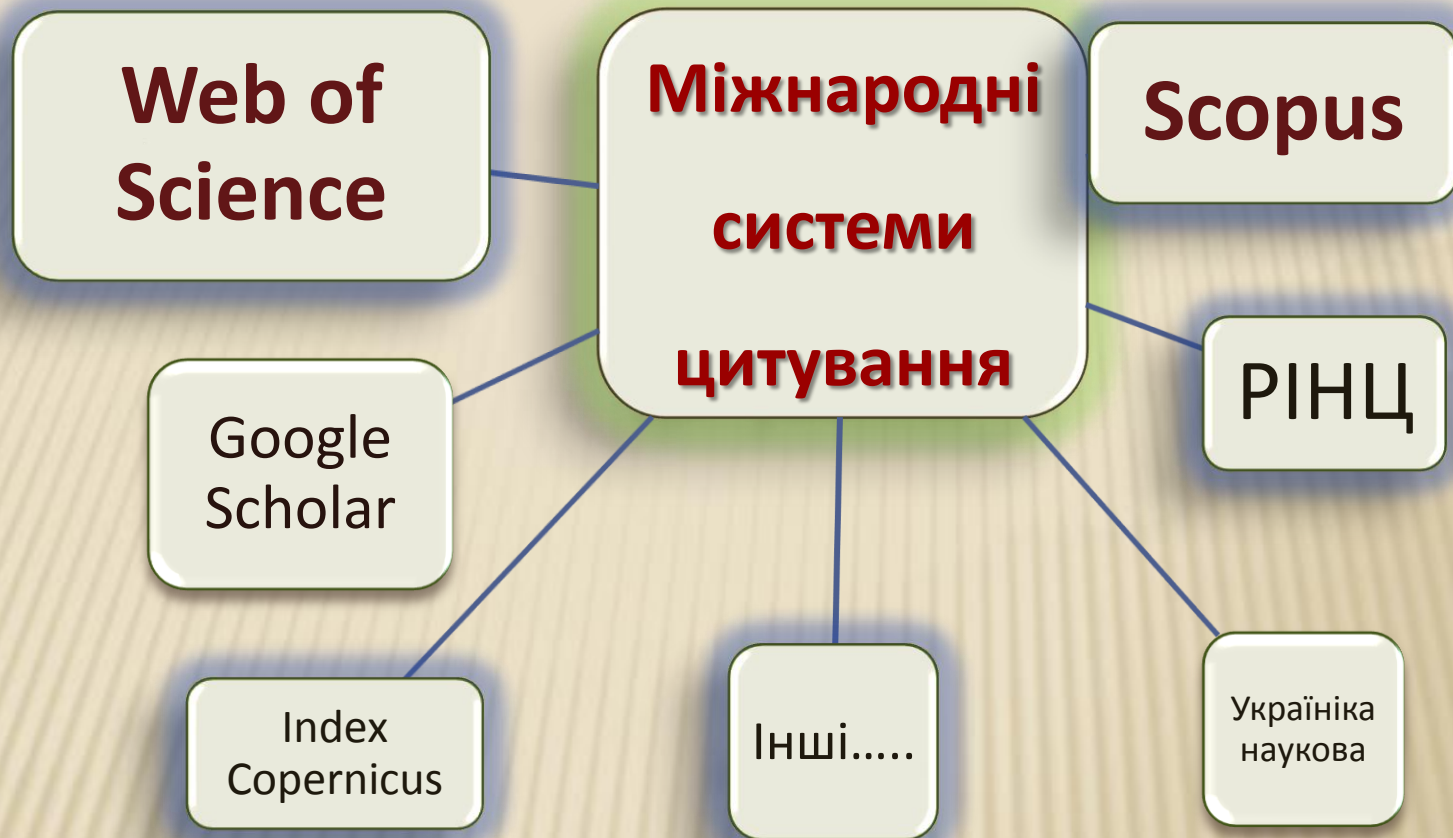 Web of
Science
Міжнародні
системи
цитування
Scopus
Google
Scholar
РІНЦ
Index
Copernicus
Інші.....
Україніка
наукова